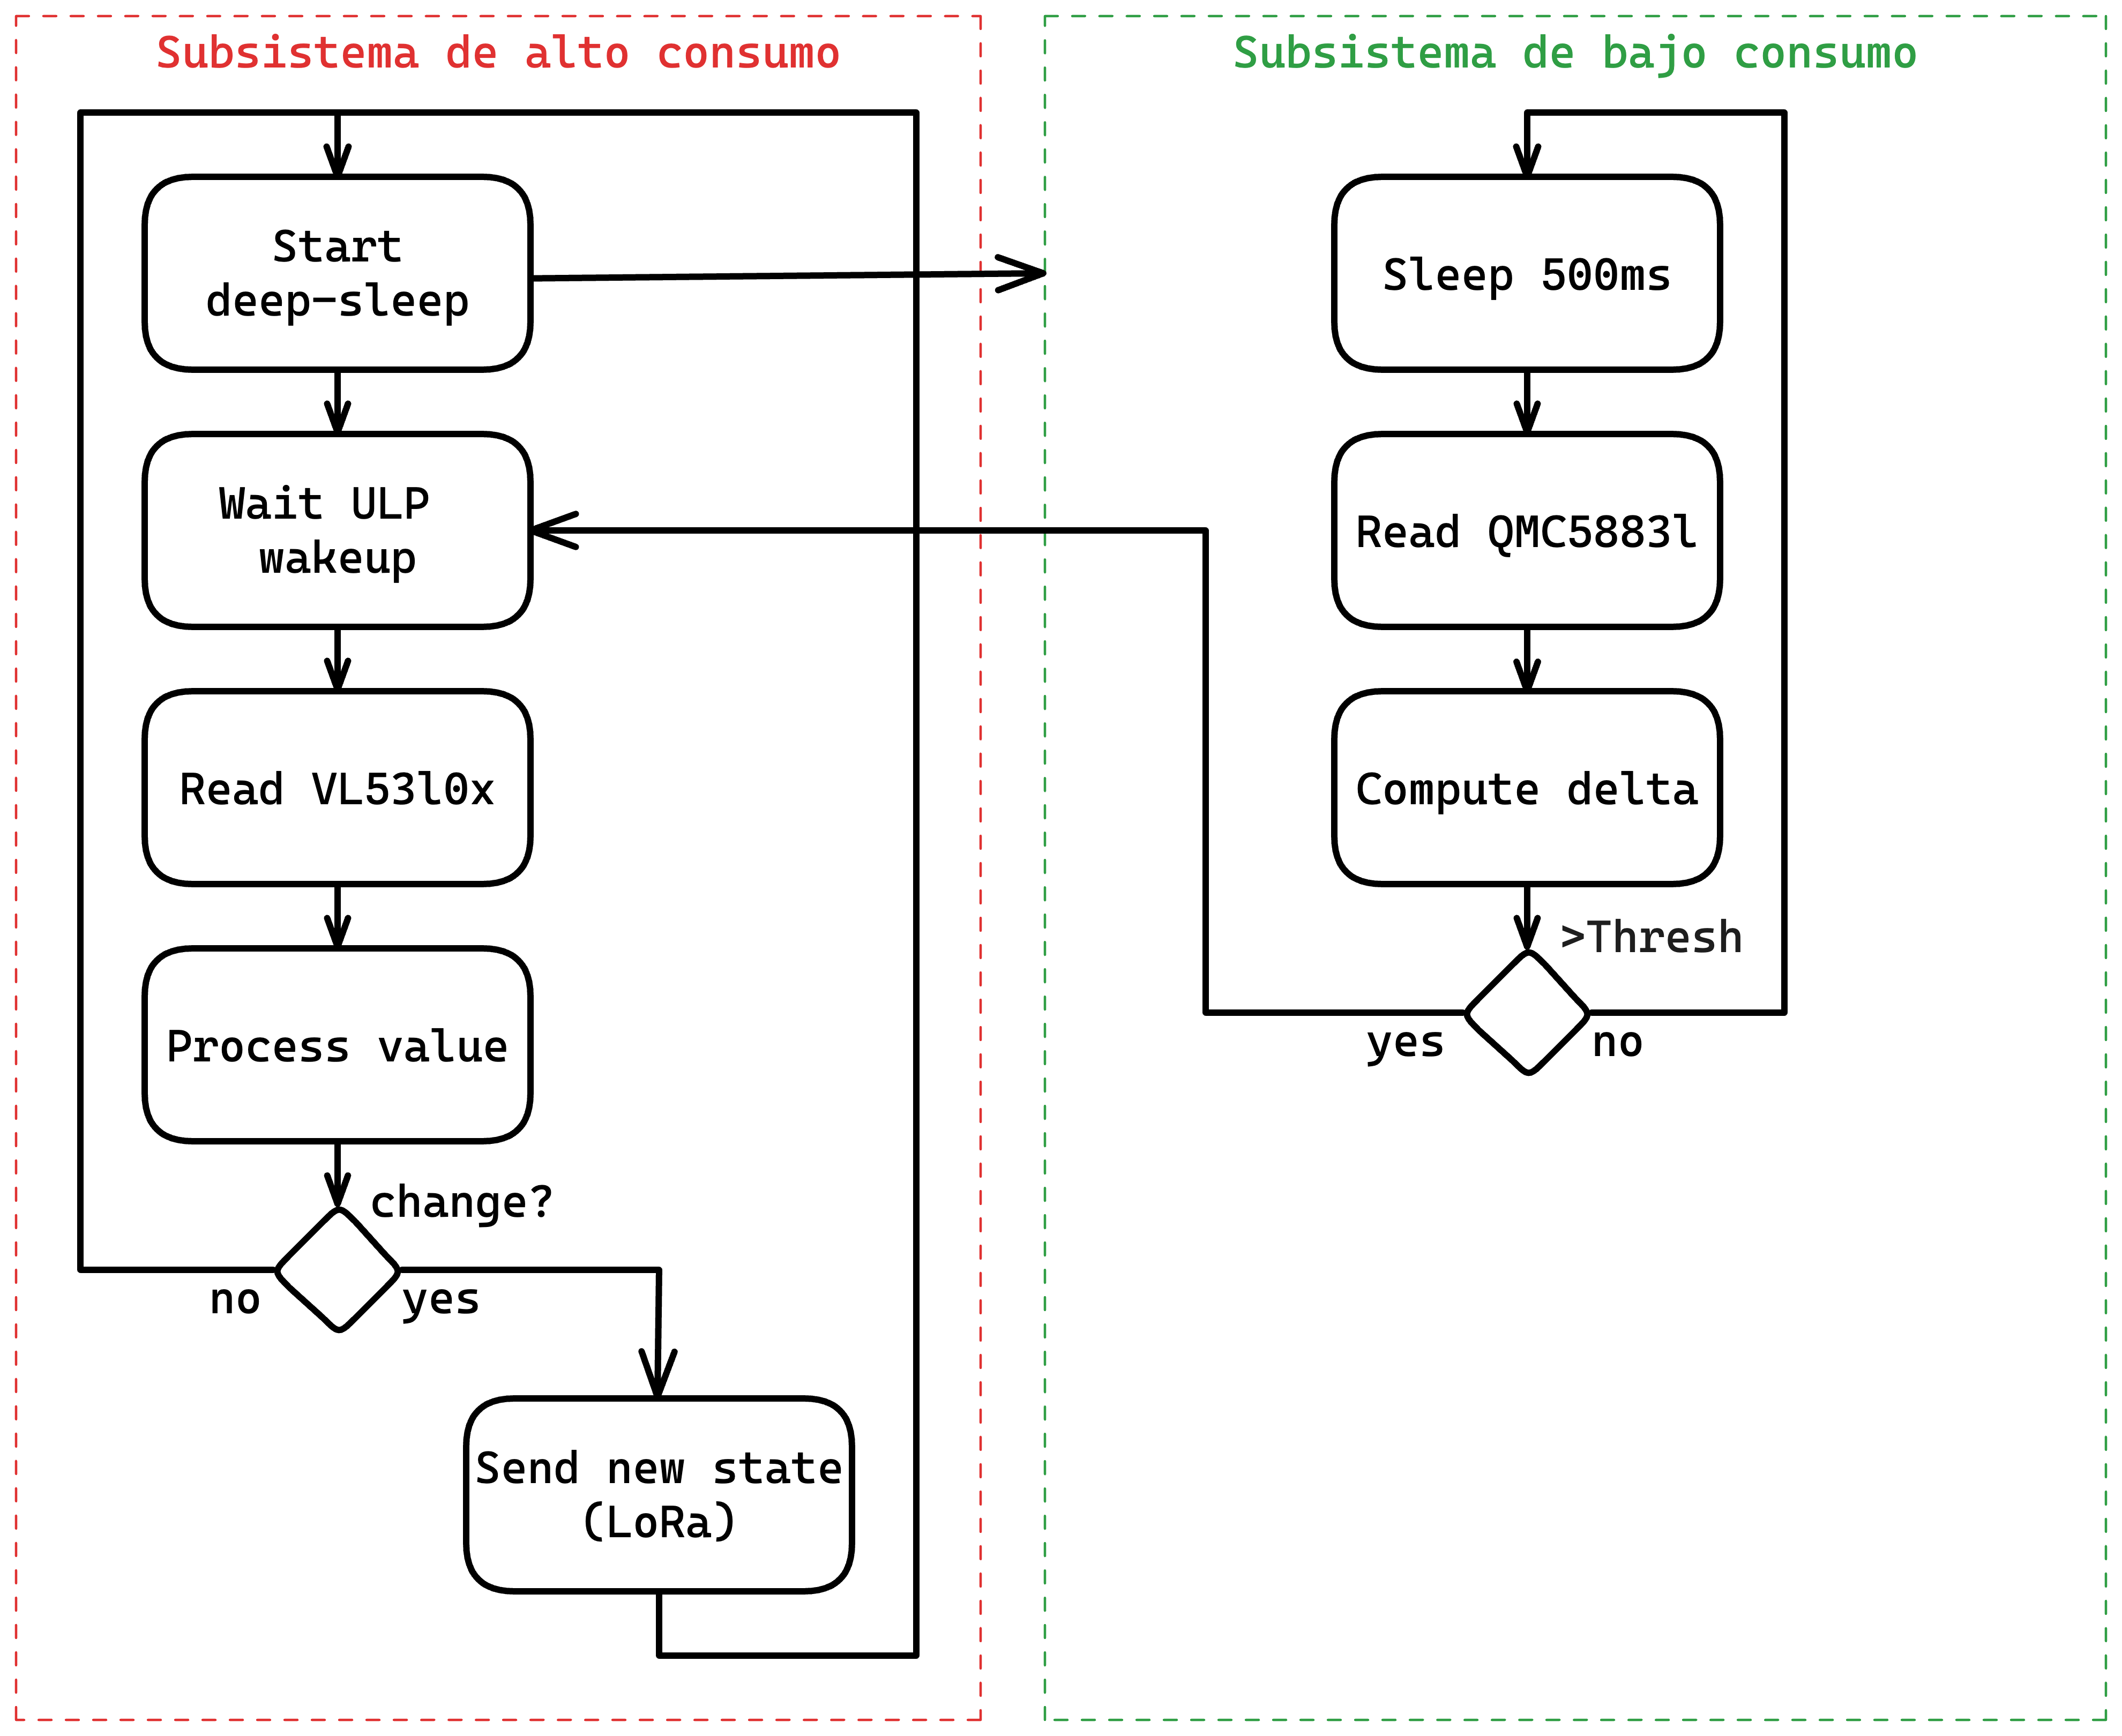 Subsistema de alto consumo
Start
deep-sleep
Wait ULP
wakeup
Read VL53l0x
Process value
change?
no
yes
Send new state
(LoRa)
Subsistema de bajo consumo
Sleep 500ms
Read QMC5883l
Compute delta
>Thresh
yes
no